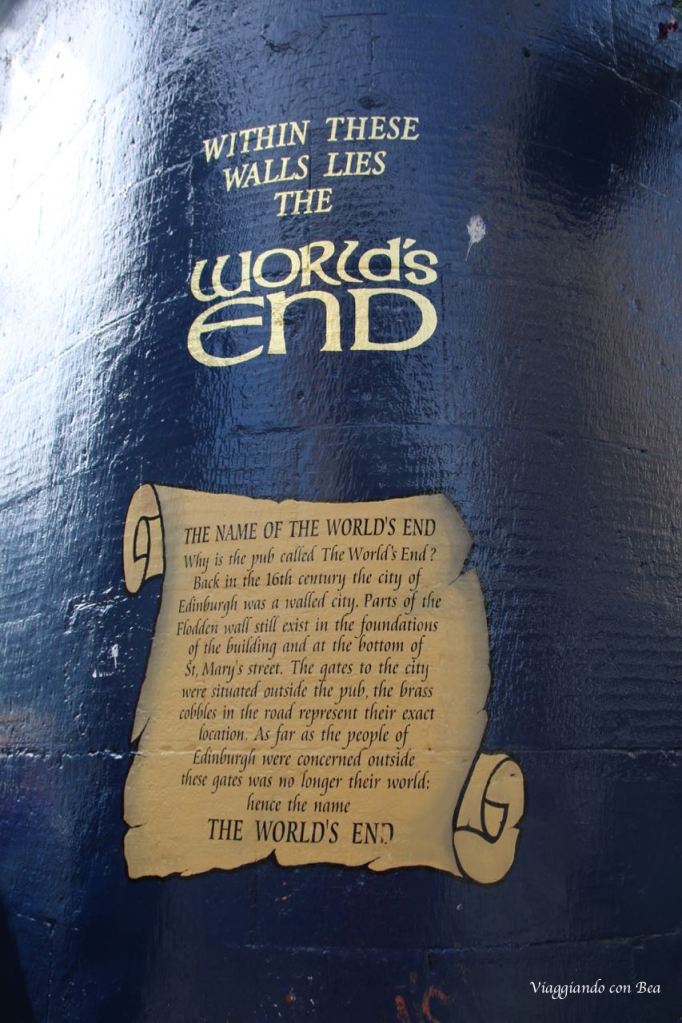 WITHIN THESE
WALLS LIES
THE
WORLD'S
END
THE NAME OF THE WORLD'S END
Why is the pub called The World's End?
Back in the 16th century the city of
Edinburgh was a walled city. Parts of the
Flodden wall still exist in the foundations
of the building and at the bottom of
St, Mary's street. The gates to the city
were situated outside the pub, the brass
cobbles in the road represent their exact
location. As far as the people of
Edinburgh were concerned outside
these gates was no longer their world:
hence the name
THE WORLD'S END
Viaggiando con Bea